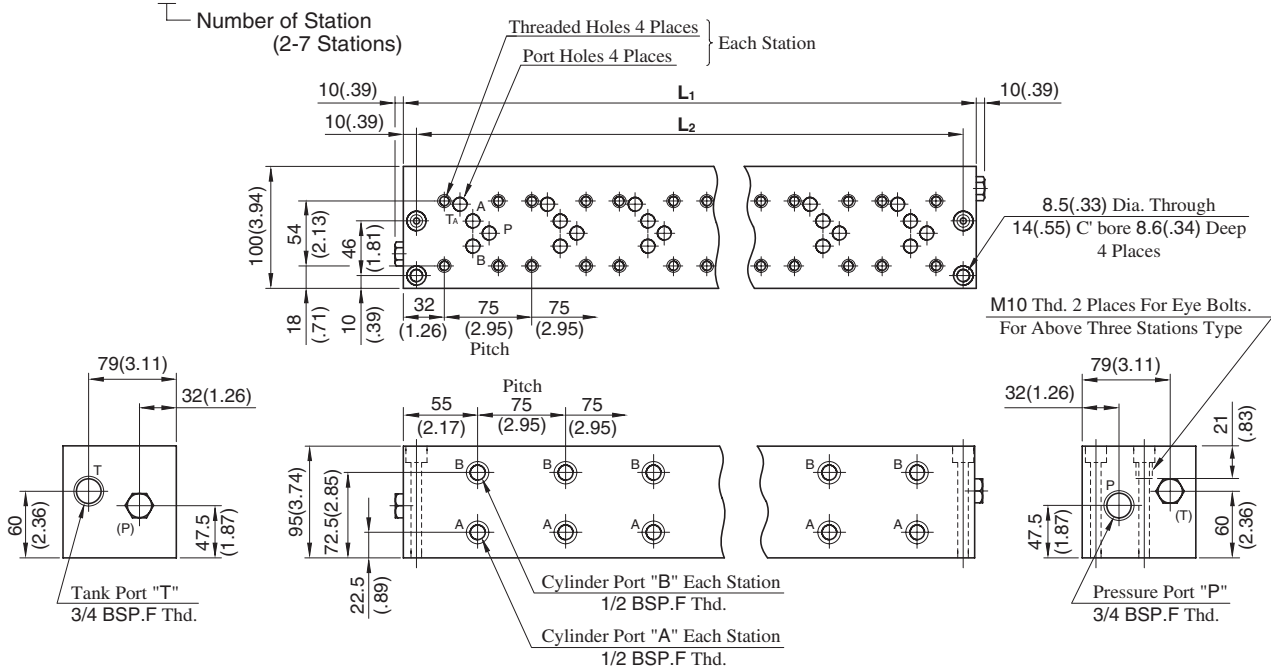 Number of Station
(2-7 Stations)
Threaded Holes 4 Places
Port Holes 4 Places
Each Station
10(.39)
L1
10(.39)
10(.39)
L2
100(3.94)
54
(2.13)
46
(1.81)
TA
A
P
B
8.5(.33) Dia. Through
14(.55) C' bore 8.6(.34) Deep
4 Places
18
(.71)
10
(.39)
32
(1.26)
75
(2.95)
Pitch
75
(2.95)
M10 Thd. 2 Places For Eye Bolts.
For Above Three Stations Type
79(3.11)
32(1.26)
T
(P)
60
(2.36)
47.5
(1.87)
Tank Port "T"
3/4 BSP.F Thd.
Pitch
55
(2.17)
75
(2.95)
75
(2.95)
95(3.74)
72.5(2.85)
22.5
(.89)
B B B B B
A A A A A
Cylinder Port "B" Each Station
1/2 BSP.F Thd.
Cylinder Port "A" Each Station
1/2 BSP.F Thd.
79(3.11)
32(1.26)
21
(.83)
P
(T)
47.5
(1.87)
60
(2.36)
Pressure Port "P"
3/4 BSP.F Thd.